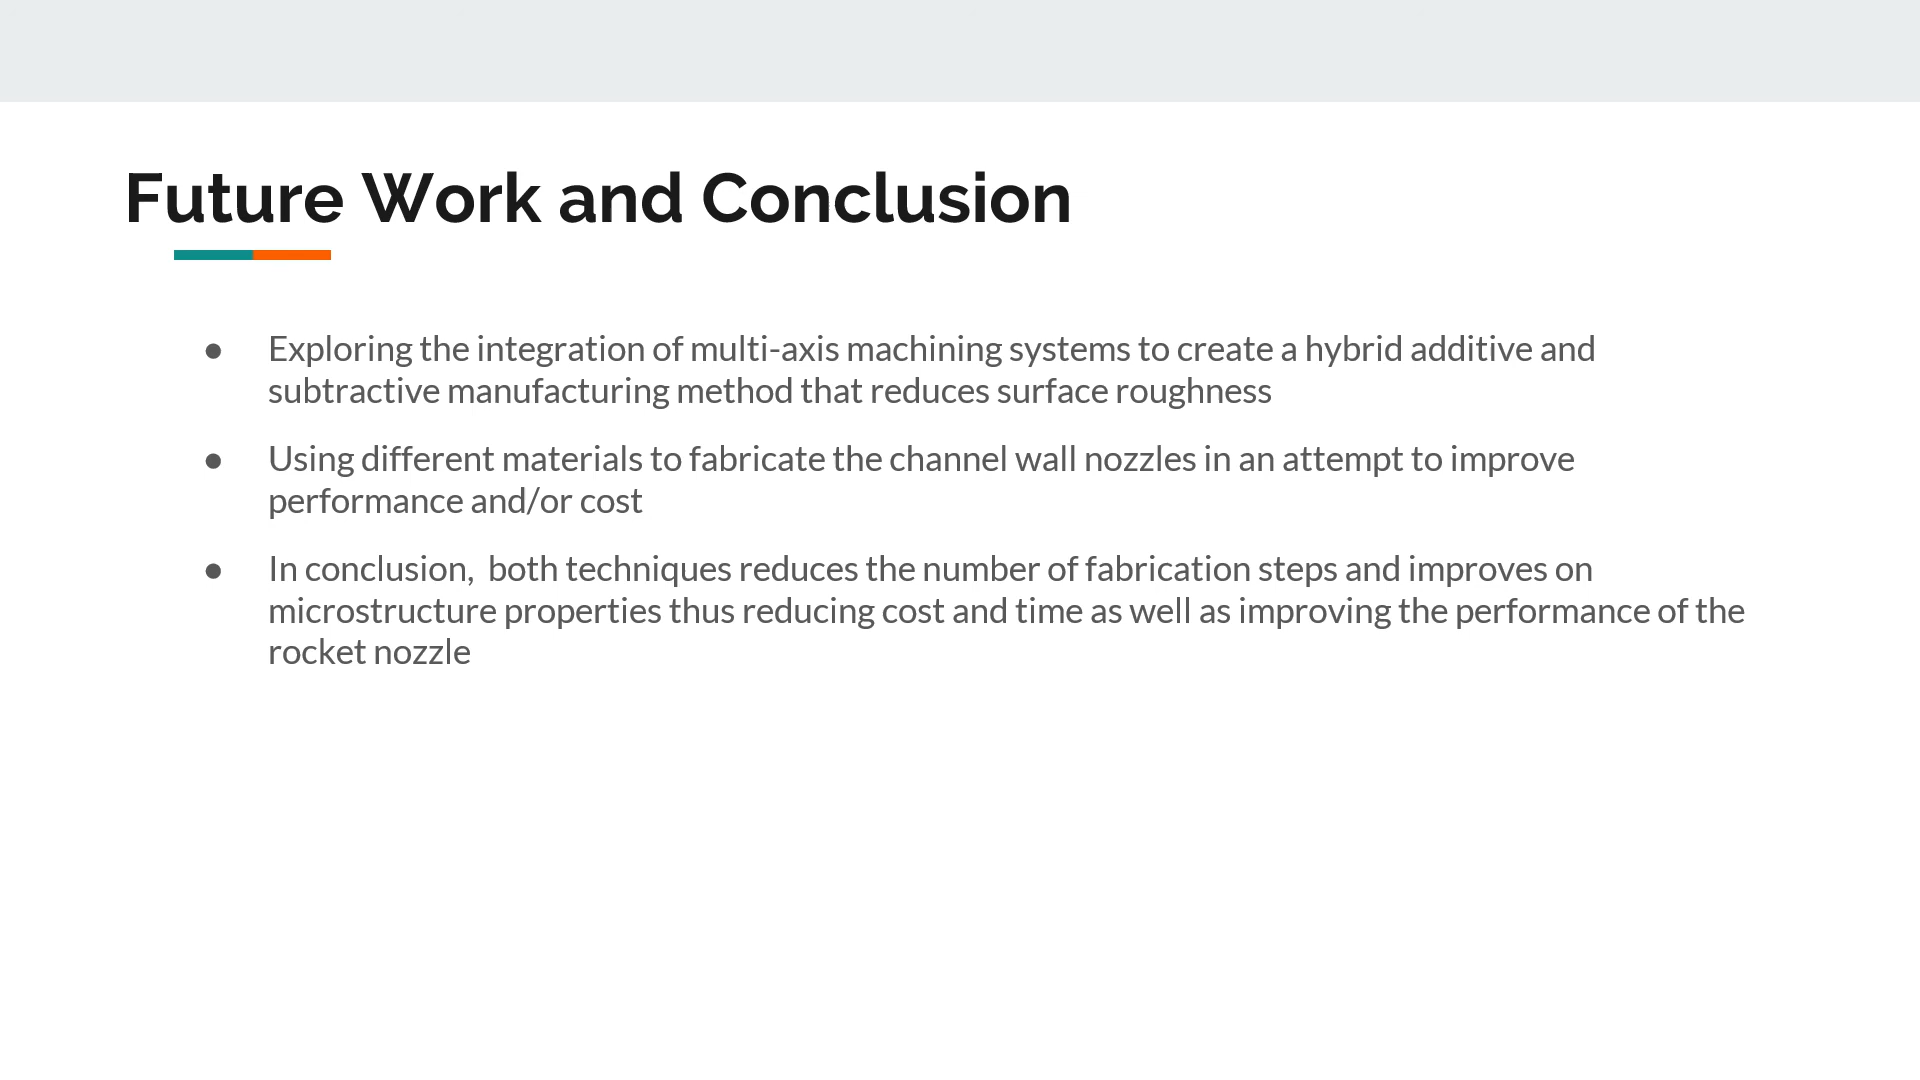 Future Work and Conclusion
● Exploring the integration of multi-axis machining systems to create a hybrid additive and
subtractive manufacturing method that reduces surface roughness
● Using different materials to fabricate the channel wall nozzles in an attempt to improve
performance and/or cost
● In conclusion,  both techniques reduces the number of fabrication steps and improves on
microstructure properties thus reducing cost and time as well as improving the performance of the
rocket nozzle